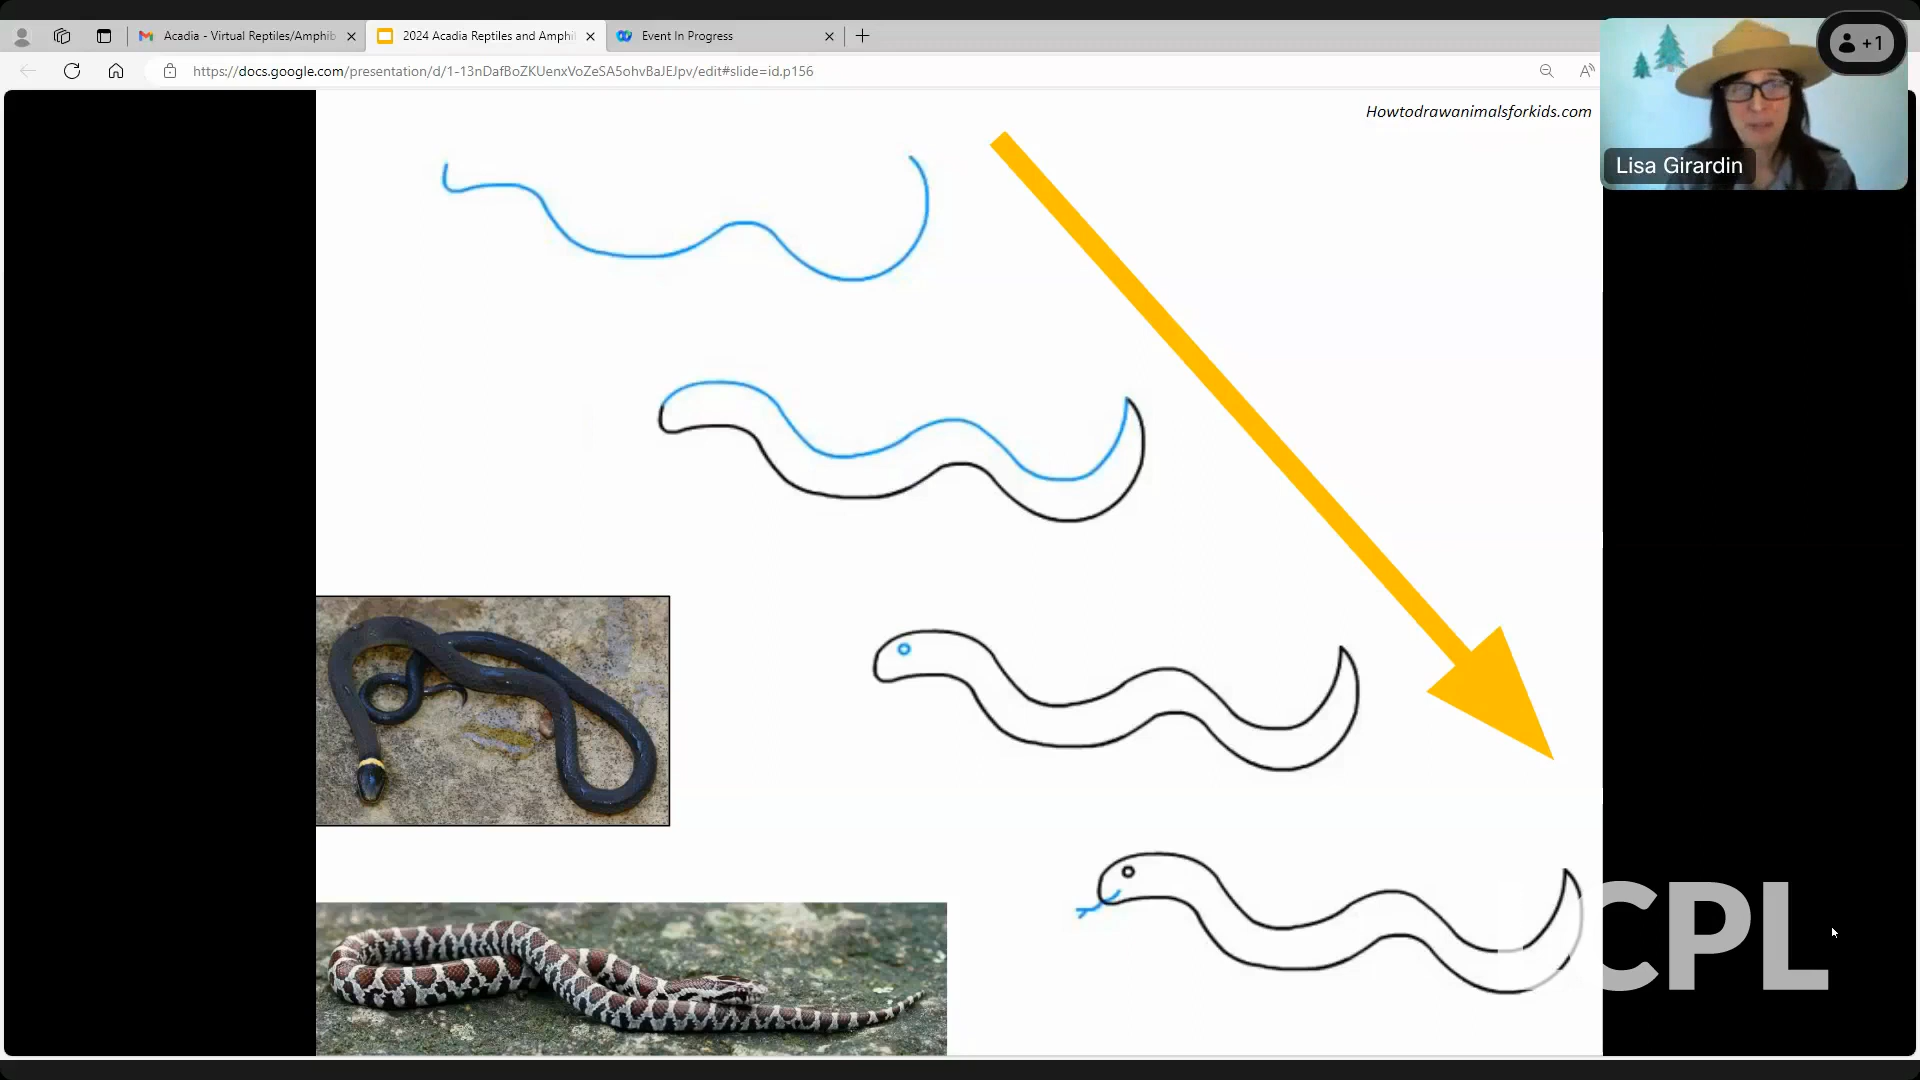 Acadia - Virtual Reptiles/Amphib
2024 Acadia Reptiles and Amphi
Event In Progress
+1
https://docs.google.com/presentation/d/1-13nDafBoZKUenxVoZeSA5ohvBaJEJpv/edit#slide=id.p156
Howtodrawanimalsforkids.com
Lisa Girardin
CPL